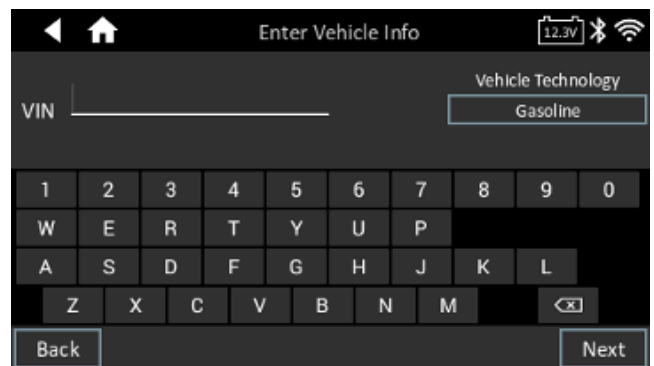 Enter Vehicle Info
12.3V
Vehicle Technology
VIN
Gasoline
1 2 3 4 5 6 7 8 9 0
W E R T Y U P
A S D F G H J K L
Z X C V B N M
Back Next